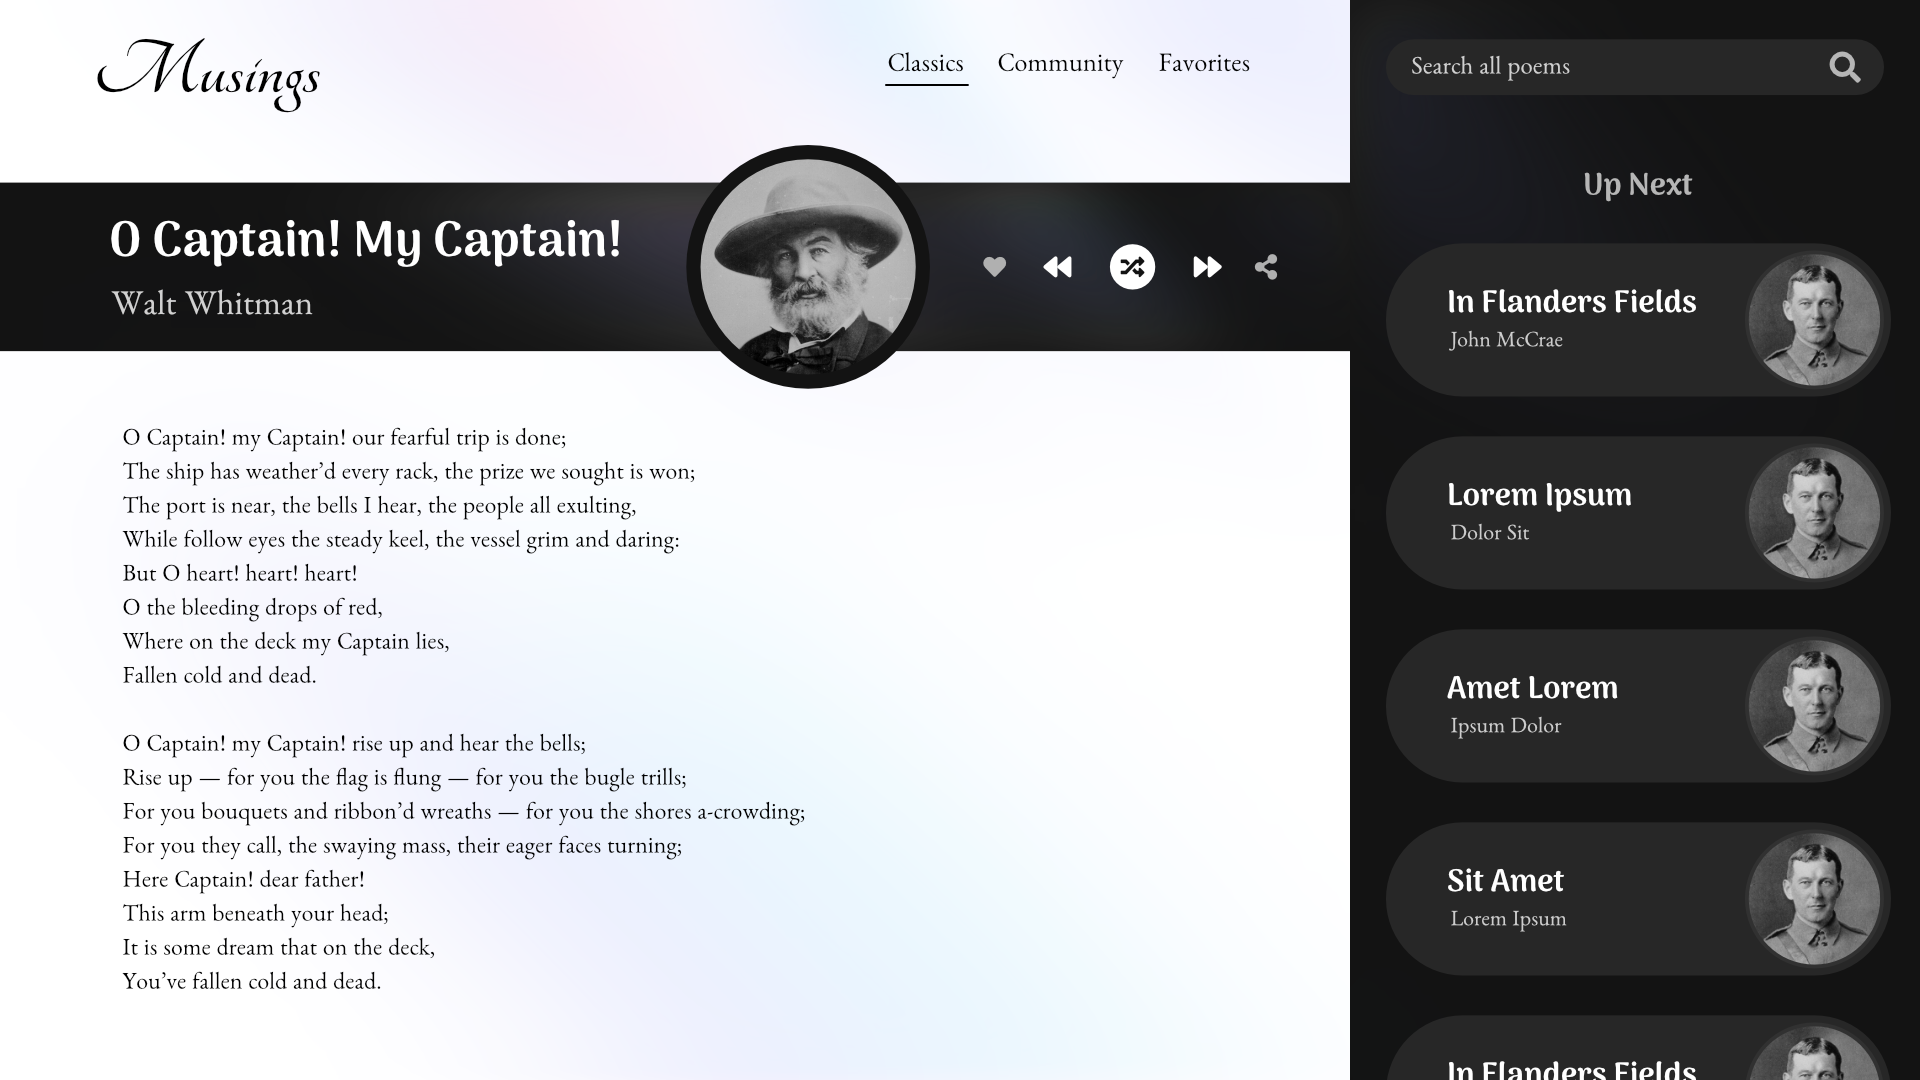 Musings
Classics Community Favorites
Search all poems
O Captain! My Captain!
Walt Whitman
O Captain! my Captain! our fearful trip is done;
The ship has weather’d every rack, the prize we sought is won;
The port is near, the bells I hear, the people all exulting,
While follow eyes the steady keel, the vessel grim and daring:
But O heart! heart! heart!
O the bleeding drops of red,
Where on the deck my Captain lies,
Fallen cold and dead.
O Captain! my Captain! rise up and hear the bells;
Rise up — for you the flag is flung — for you the bugle trills;
For you bouquets and ribbon’d wreaths — for you the shores a-crowding;
For you they call, the swaying mass, their eager faces turning;
Here Captain! dear father!
This arm beneath your head;
It is some dream that on the deck,
You’ve fallen cold and dead.
Up Next
In Flanders Fields
John McCrae
Lorem Ipsum
Dolor Sit
Amet Lorem
Ipsum Dolor
Sit Amet
Lorem Ipsum
In Flanders Fields